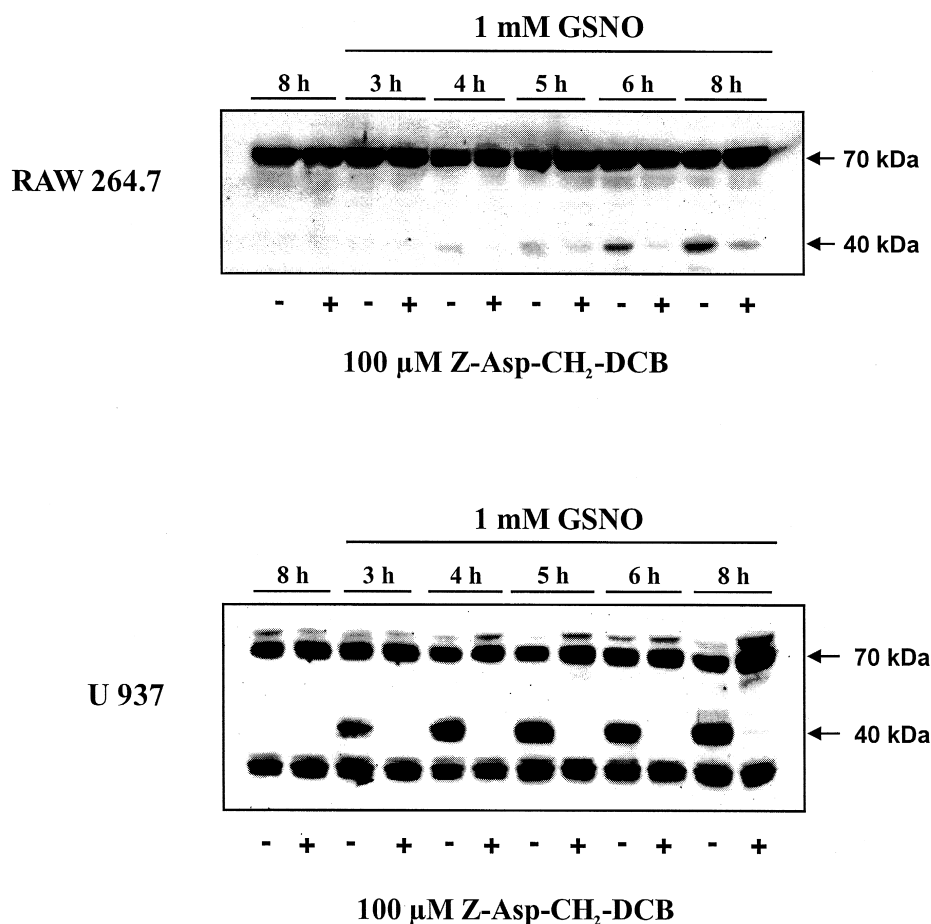 1 mM GSNO
8 h 3 h 4 h 5 h 6 h 8 h
RAW 264.7
70 kDa
40 kDa
- + - + - + - + - + - +
100 µM Z-Asp-CH₂-DCB
1 mM GSNO
8 h 3 h 4 h 5 h 6 h 8 h
U 937
70 kDa
40 kDa
- + - + - + - + - + - +
100 µM Z-Asp-CH₂-DCB